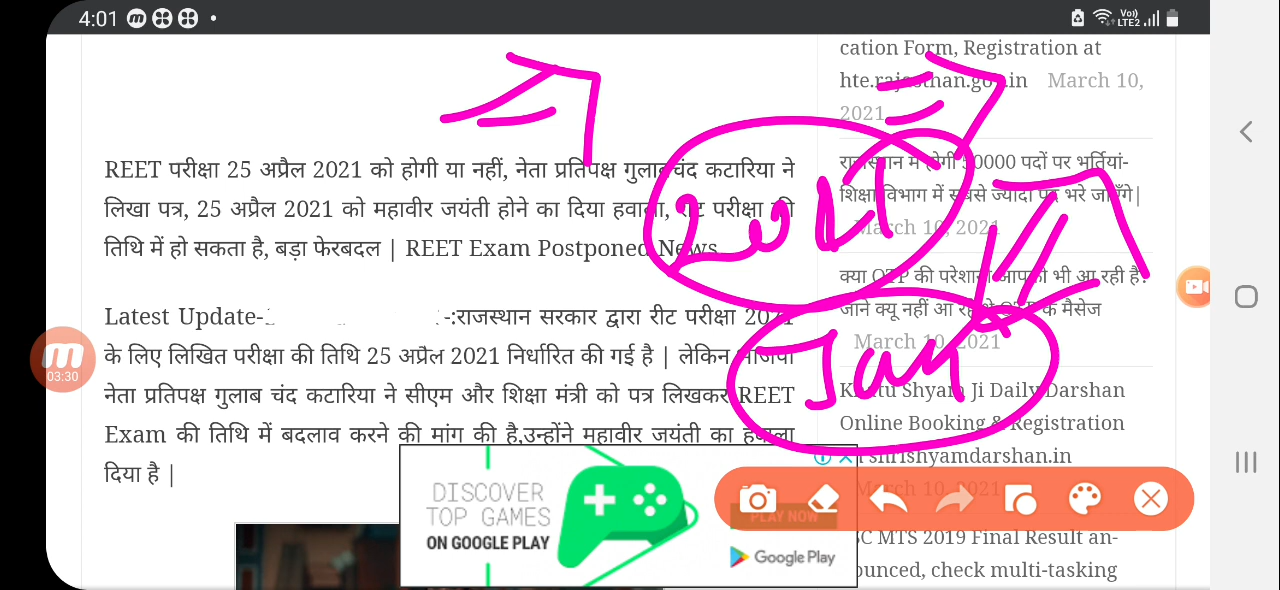 4:01
Vo))
LTE2
cation Form, Registration at
hte.rajasthan.gov.in March 10,
2021
REET परीक्षा 25 अप्रैल 2021 को होगी या नहीं, नेता प्रतिपक्ष गुलाबचंद कटारिया ने
लिखा पत्र, 25 अप्रैल 2021 को महावीर जयंती होने का दिया हवाला, रीट परीक्षा की
तिथि में हो सकता है, बड़ा फेरबदल | REET Exam Postponed News
राजस्थान में होगी 50000 पदों पर भर्तियां-
शिक्षा विभाग में सबसे ज्यादा पद भरे जाएँगे|
March 10, 2021
क्या OTP की परेशानी आपको भी आ रही है?
जाने क्यू नहीं आ रहे थे OTP के मैसेज
March 10, 2021
Latest Update- -:राजस्थान सरकार द्वारा रीट परीक्षा 2021
के लिए लिखित परीक्षा की तिथि 25 अप्रैल 2021 निर्धारित की गई है | लेकिन भाजपा
नेता प्रतिपक्ष गुलाब चंद कटारिया ने सीएम और शिक्षा मंत्री को पत्र लिखकर REET
Exam की तिथि में बदलाव करने की मांग की है,उन्होंने महावीर जयंती का हवाला
दिया है |
Jan
03:30
Khatu Shyam Ji Daily Darshan
Online Booking & Registration
shrishyamdarshan.in
March 10, 2021
MTS 2019 Final Result an-
nounced, check multi-tasking
DISCOVER
TOP GAMES
ON GOOGLE PLAY
PLAY NOW
Google Play